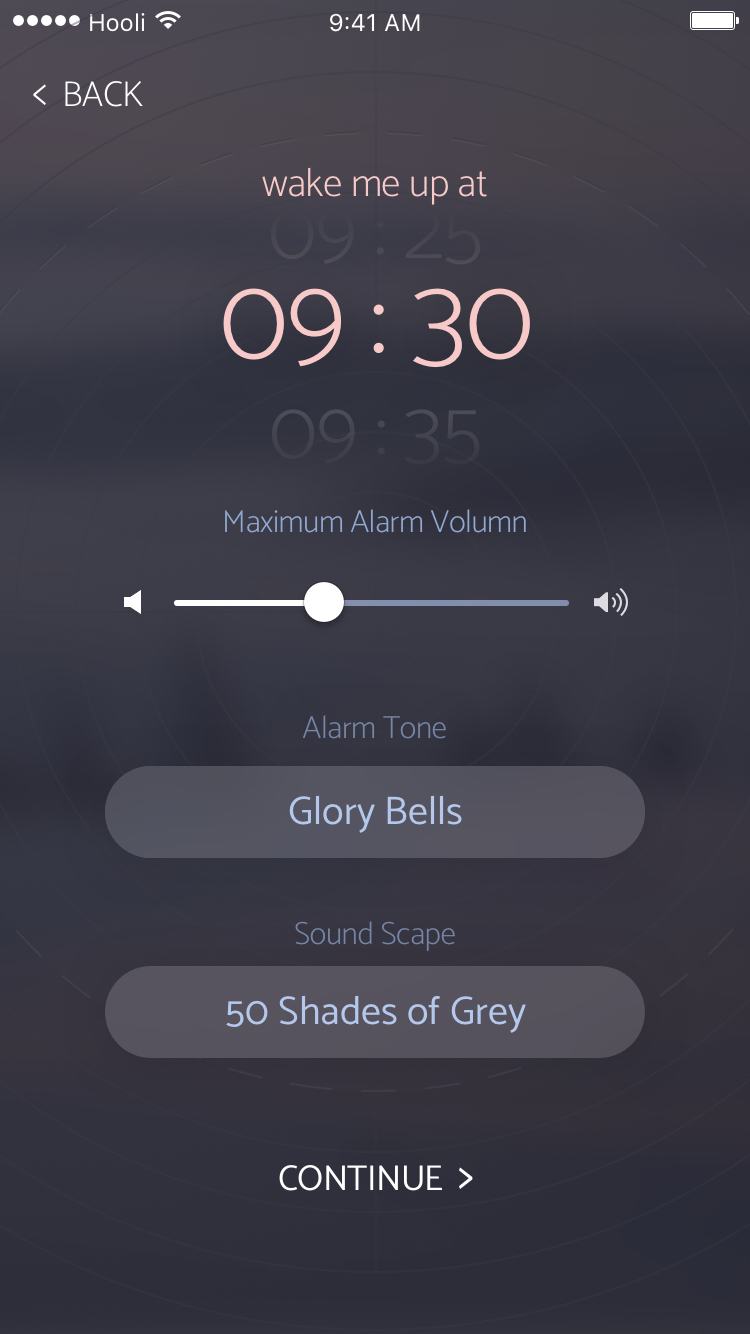 Hooli 9:41 AM
< BACK
wake me up at
09 : 25
09 : 30
09 : 35
Maximum Alarm Volumn
Alarm Tone
Glory Bells
Sound Scape
50 Shades of Grey
CONTINUE >